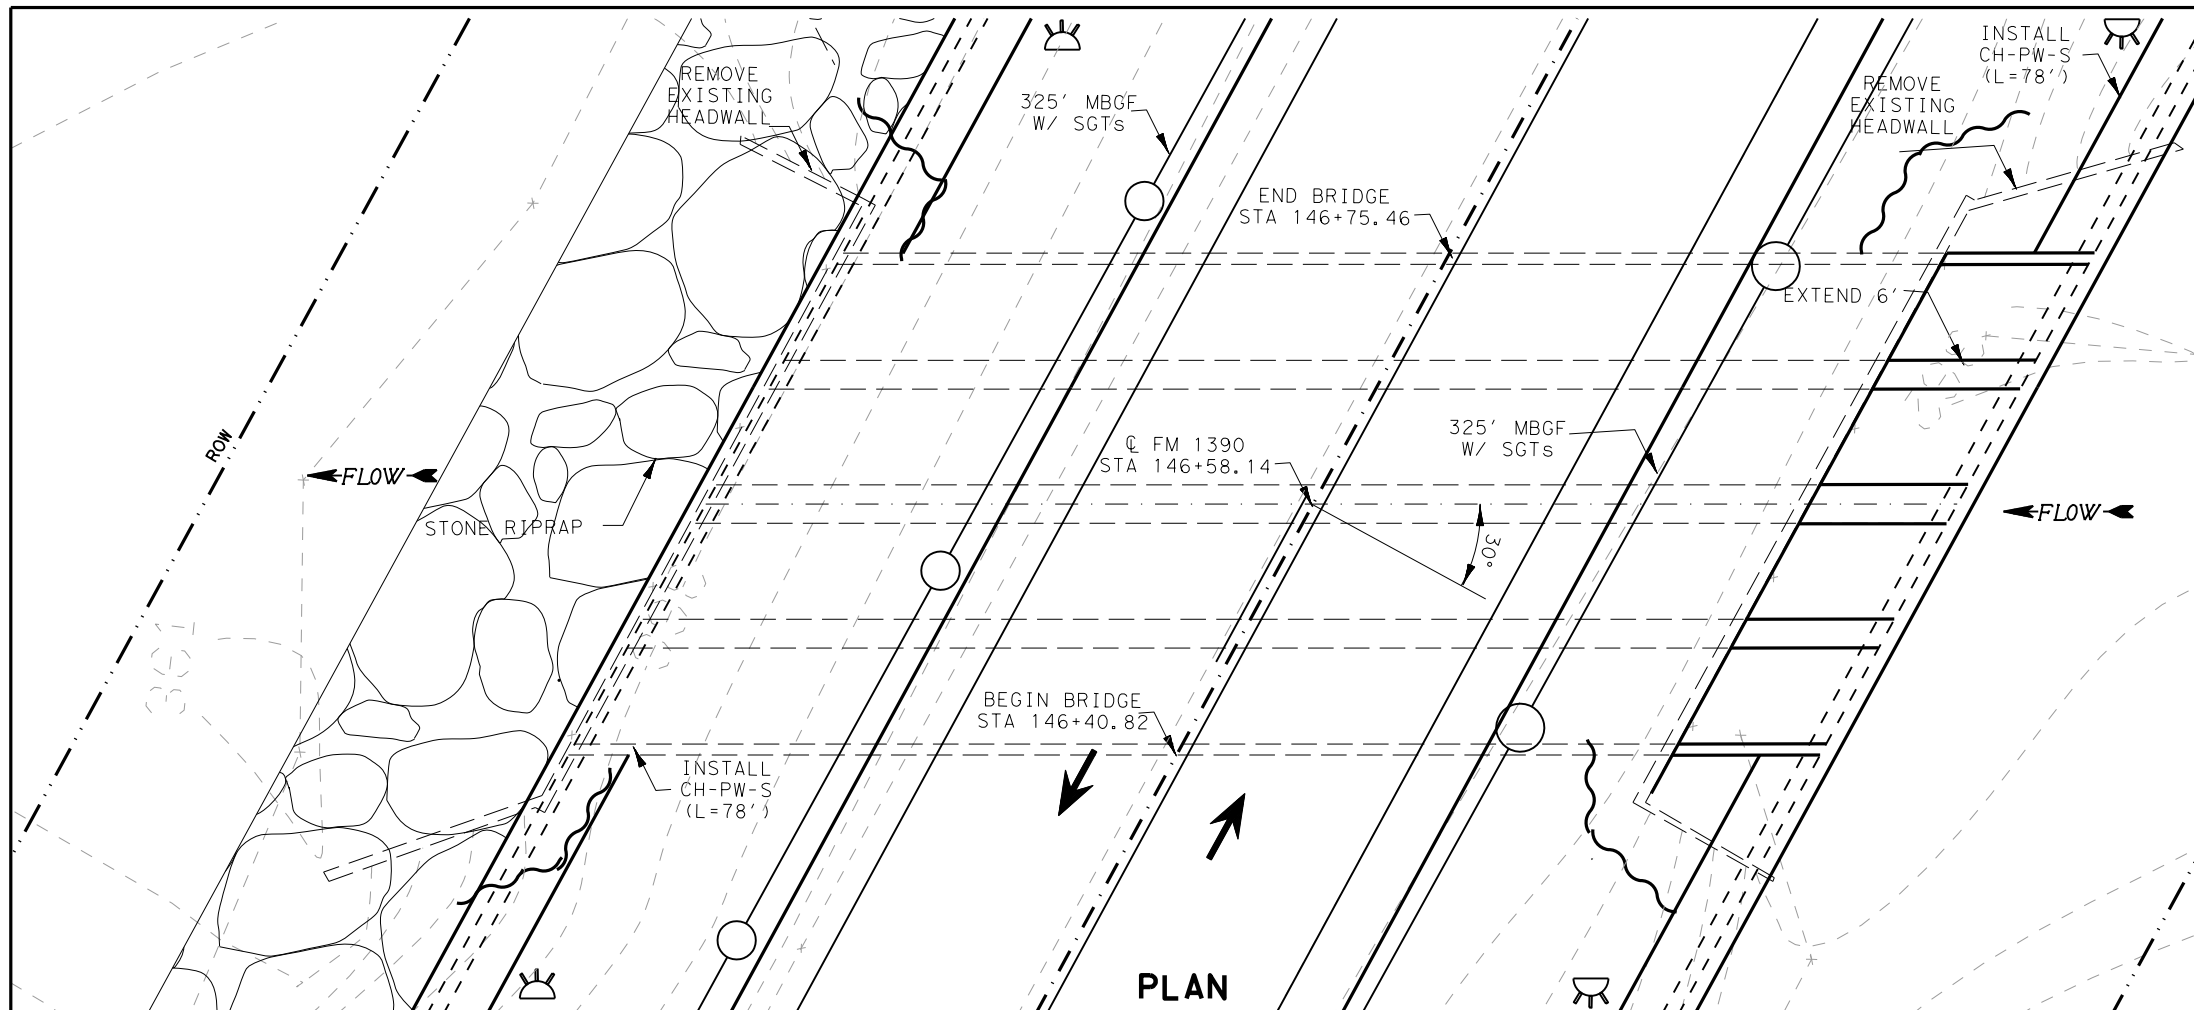 INSTALL
CH-PW-S
(L=78')
REMOVE
EXISTING
HEADWALL
REMOVE
EXISTING
HEADWALL
325' MBGF
W/ SGTs
END BRIDGE
STA 146+75.46
EXTEND 6'
ROW
FLOW
STONE RIPRAP
℄ FM 1390
STA 146+58.14
325' MBGF
W/ SGTs
30°
FLOW
BEGIN BRIDGE
STA 146+40.82
INSTALL
CH-PW-S
(L=78')
PLAN